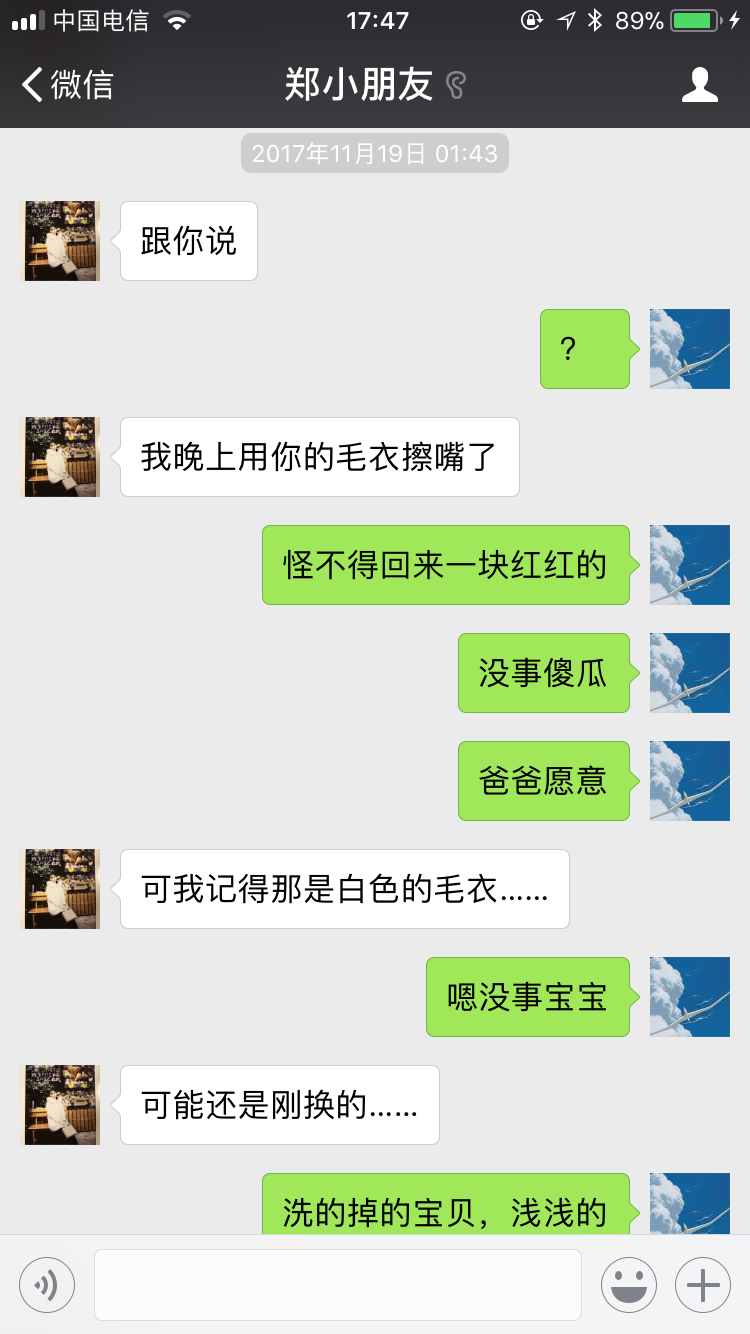 中国电信 17:47 89%
微信 郑小朋友
2017年11月19日 01:43
跟你说
？
我晚上用你的毛衣擦嘴了
怪不得回来一块红红的
没事傻瓜
爸爸愿意
可我记得那是白色的毛衣……
嗯没事宝宝
可能还是刚换的……
洗的掉的宝贝，浅浅的